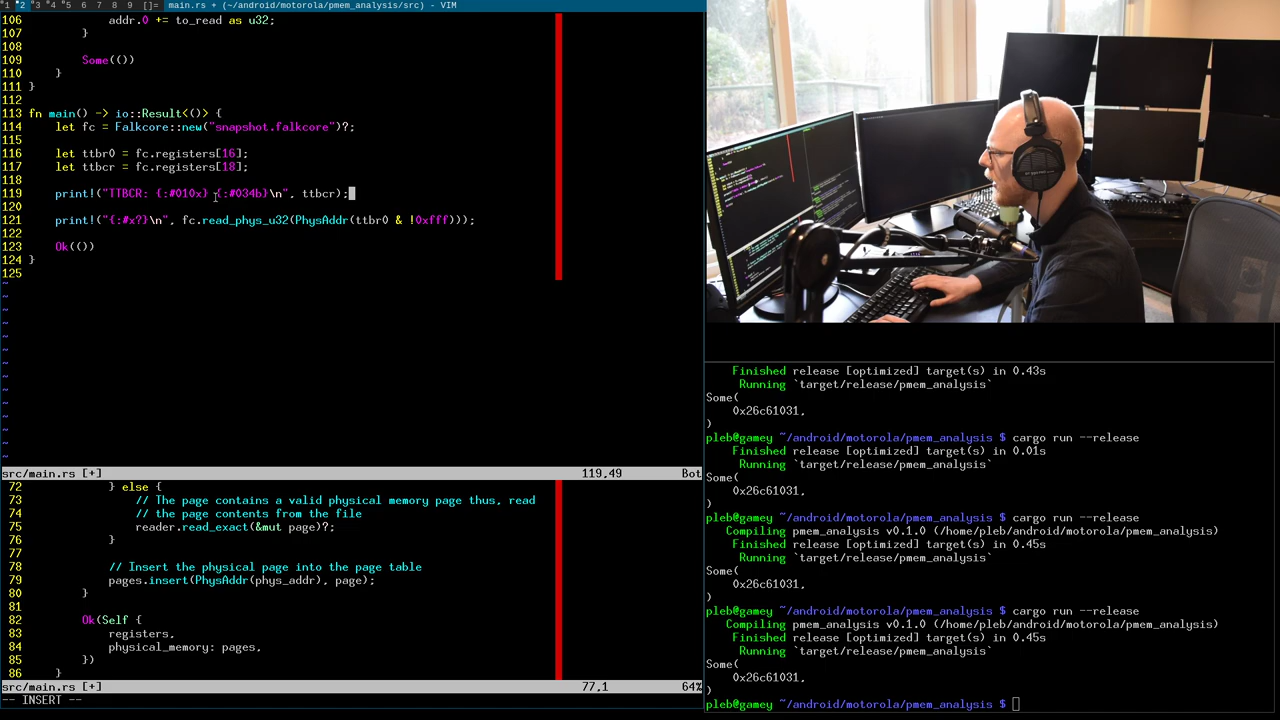 1 2 3 4 5 6 7 8 9 []= main.rs + (~/android/motorola/pmem_analysis/src) - VIM
106 addr.0 += to_read as u32;
107 }
108
109 Some(())
110 }
111 }
112
113 fn main() -> io::Result<()> {
114 let fc = Falkcore::new("snapshot.falkcore")?;
115
116 let ttbr0 = fc.registers[16];
117 let ttbcr = fc.registers[18];
118
119 print!("TTBCR: {:#010x} {:#034b}\n", ttbcr);
120
121 print!("{:#x?}\n", fc.read_phys_u32(PhysAddr(ttbr0 & !0xfff)));
122
123 Ok(())
124 }
125
~
~
~
~
~
~
~
~
~
~
~
~
~
~
src/main.rs [+] 119,49 Bot
72 } else {
73 // The page contains a valid physical memory page thus, read
74 // the page contents from the file
75 reader.read_exact(&mut page)?;
76 }
77
78 // Insert the physical page into the page table
79 pages.insert(PhysAddr(phys_addr), page);
80 }
81
82 Ok(Self {
83 registers,
84 physical_memory: pages,
85 })
86 }
src/main.rs [+] 77,1 64%
-- INSERT --
Finished release [optimized] target(s) in 0.43s
Running `target/release/pmem_analysis`
Some(
0x26c61031,
)
pleb@gamey ~/android/motorola/pmem_analysis $ cargo run --release
Finished release [optimized] target(s) in 0.01s
Running `target/release/pmem_analysis`
Some(
0x26c61031,
)
pleb@gamey ~/android/motorola/pmem_analysis $ cargo run --release
Compiling pmem_analysis v0.1.0 (/home/pleb/android/motorola/pmem_analysis)
Finished release [optimized] target(s) in 0.45s
Running `target/release/pmem_analysis`
Some(
0x26c61031,
)
pleb@gamey ~/android/motorola/pmem_analysis $ cargo run --release
Compiling pmem_analysis v0.1.0 (/home/pleb/android/motorola/pmem_analysis)
Finished release [optimized] target(s) in 0.45s
Running `target/release/pmem_analysis`
Some(
0x26c61031,
)
pleb@gamey ~/android/motorola/pmem_analysis $